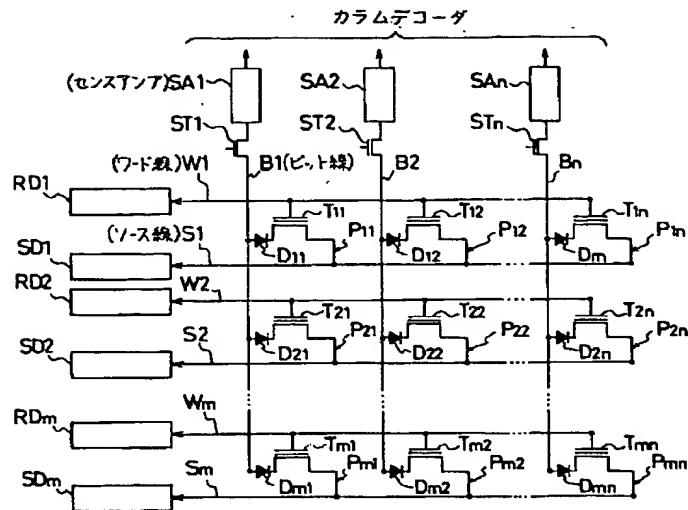 カラムデコーダ
(センスアンプ)SA1 SA2 SAn
ST1 ST2 STn
(ワード線) W1 B1(ビット線) B2 Bn
RD1
T11 T12 T1n
(ソース線) S1 P11 P12 P1n
SD1 D11 D12 Dm
RD2 W2
T21 T22 T2n
S2 P21 P22 P2n
SD2 D21 D22 D2n
RDm Wm
Tm1 Tm2 Tmn
Sm Pm1 Pm2 Pmn
SDm Dm1 Dm2 Dmn